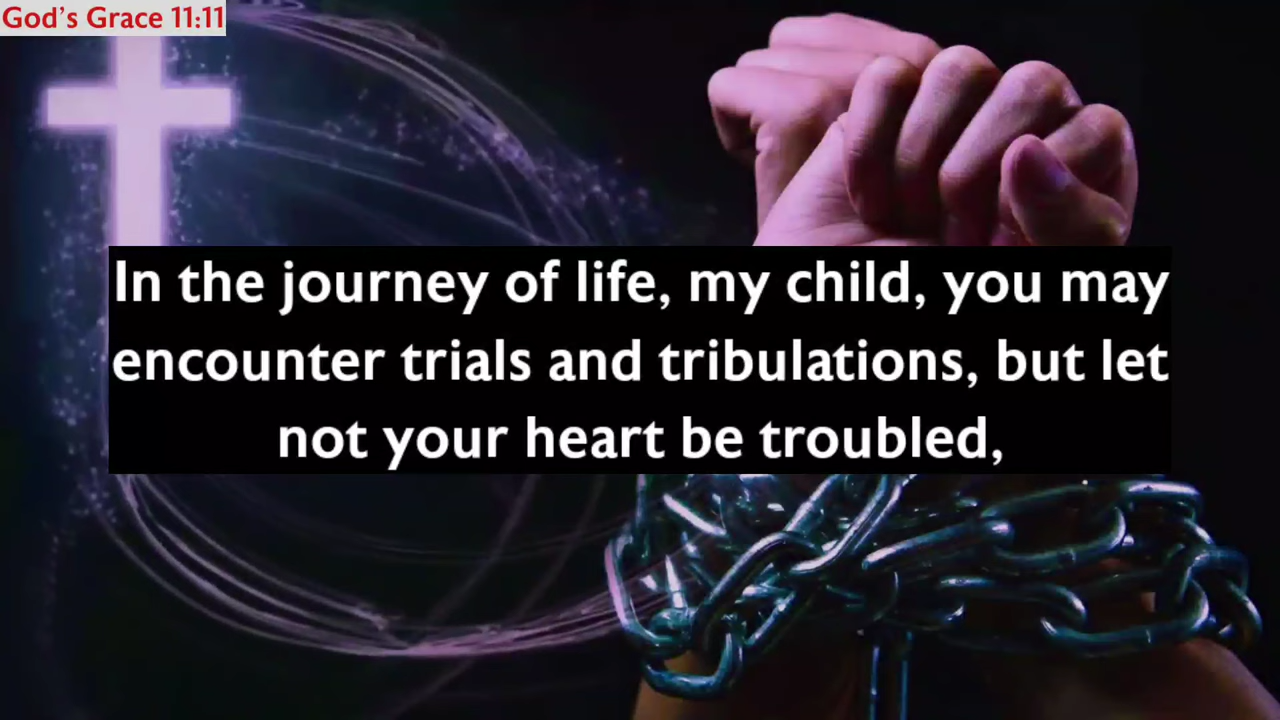 God's Grace 11:11
In the journey of life, my child, you may
encounter trials and tribulations, but let
not your heart be troubled,